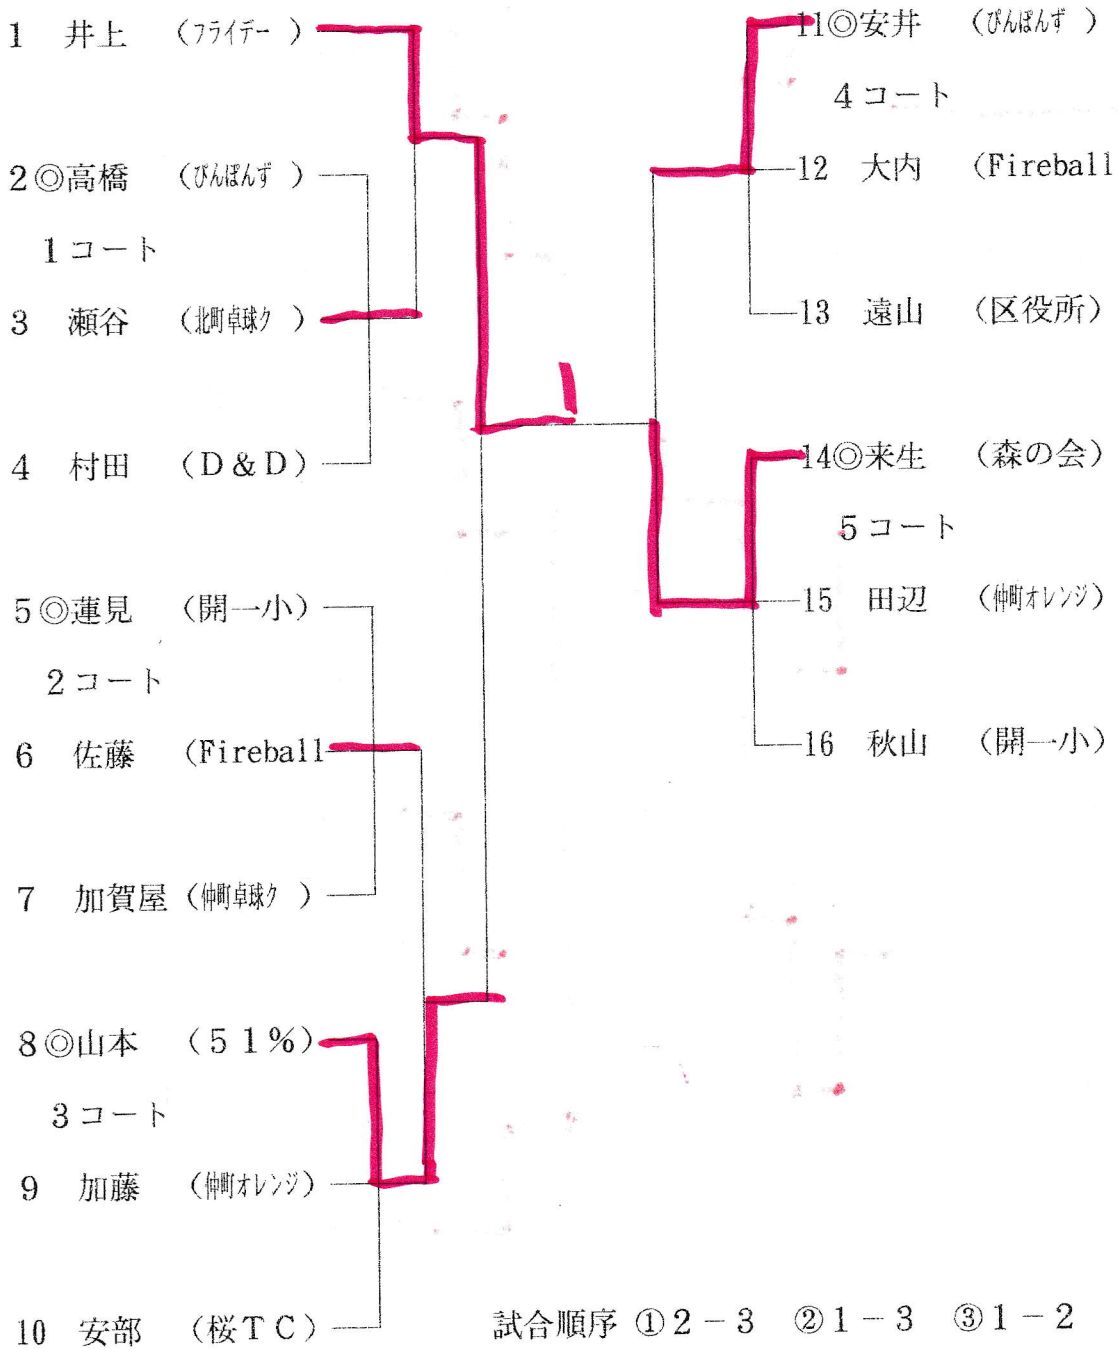 1 井上 （フライデー）
2◎高橋 （ぴんぽんず）
1コート
3 瀬谷 （北町卓球ク）
4 村田 （D＆D）
5◎蓮見 （開一小）
2コート
6 佐藤 （Fireball
7 加賀屋 （仲町卓球ク）
8◎山本 （51%）
3コート
9 加藤 （仲町オレンジ）
10 安部 （桜TC）
11◎安井 （ぴんぽんず）
4コート
12 大内 （Fireball
13 遠山 （区役所）
14◎来生 （森の会）
5コート
15 田辺 （仲町オレンジ）
16 秋山 （開一小）
試合順序 ①2－3 ②1－3 ③1－2